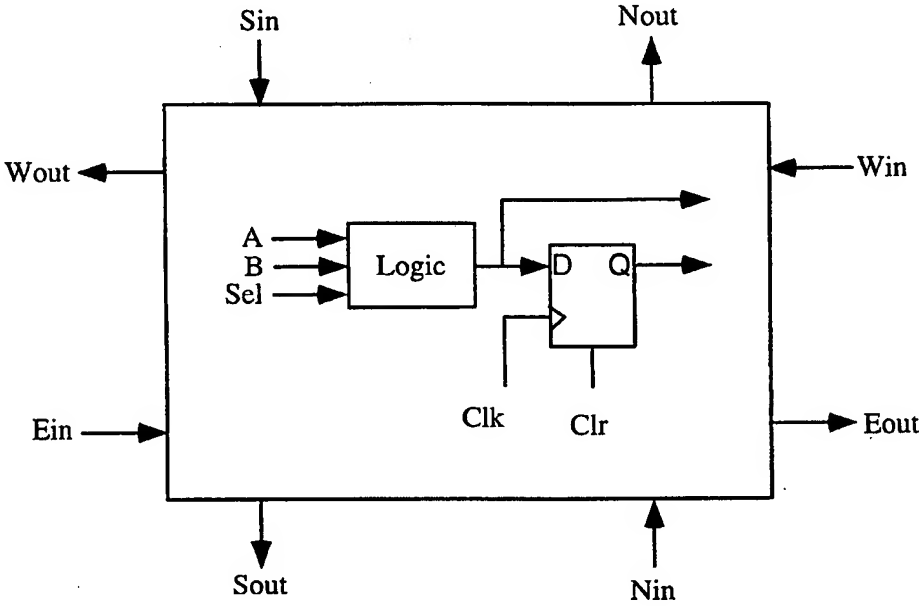 Sin
Nout
Wout
Win
A
B
Sel
Logic
D
Q
Clk
Clr
Ein
Eout
Sout
Nin